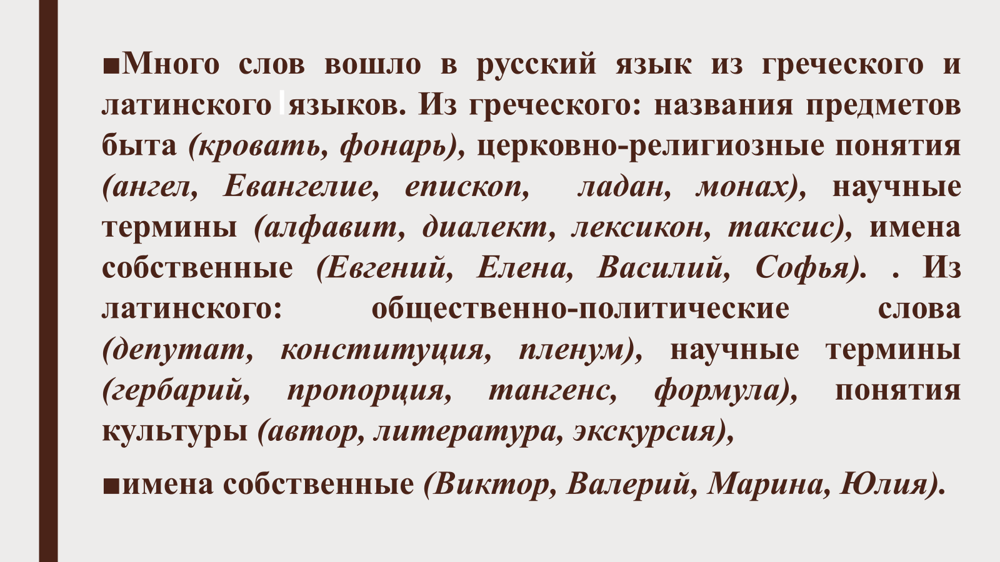 ■Много слов вошло в русский язык из греческого и
латинского языков. Из греческого: названия предметов
быта (кровать, фонарь), церковно-религиозные понятия
(ангел, Евангелие, епископ, ладан, монах), научные
термины (алфавит, диалект, лексикон, таксис), имена
собственные (Евгений, Елена, Василий, Софья). . Из
латинского: общественно-политические слова
(депутат, конституция, пленум), научные термины
(гербарий, пропорция, тангенс, формула), понятия
культуры (автор, литература, экскурсия),
■имена собственные (Виктор, Валерий, Марина, Юлия).